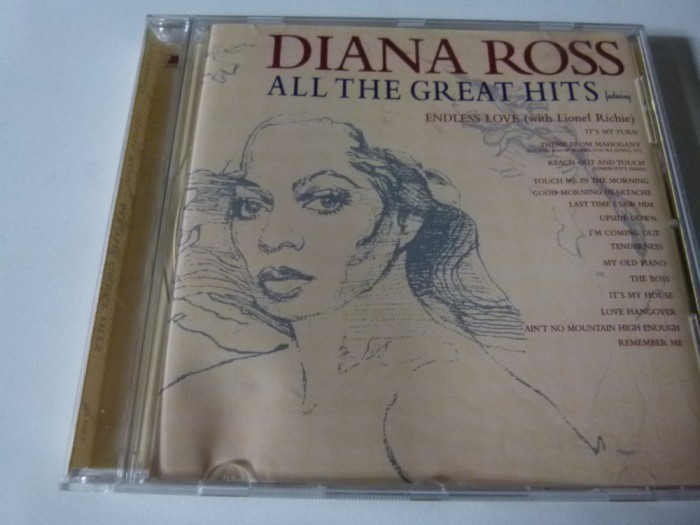 DIANA ROSS
ALL THE GREAT HITS featuring
ENDLESS LOVE (with Lionel Richie)
IT'S MY TURN
THEME FROM MAHOGANY
REACH OUT AND TOUCH
(SOMEBODY'S HAND)
TOUCH ME IN THE MORNING
GOOD MORNING HEARTACHE
LAST TIME I SAW HIM
UPSIDE DOWN
I'M COMING OUT
TENDERNESS
MY OLD PIANO
THE BOSS
IT'S MY HOUSE
LOVE HANGOVER
AIN'T NO MOUNTAIN HIGH ENOUGH
REMEMBER ME